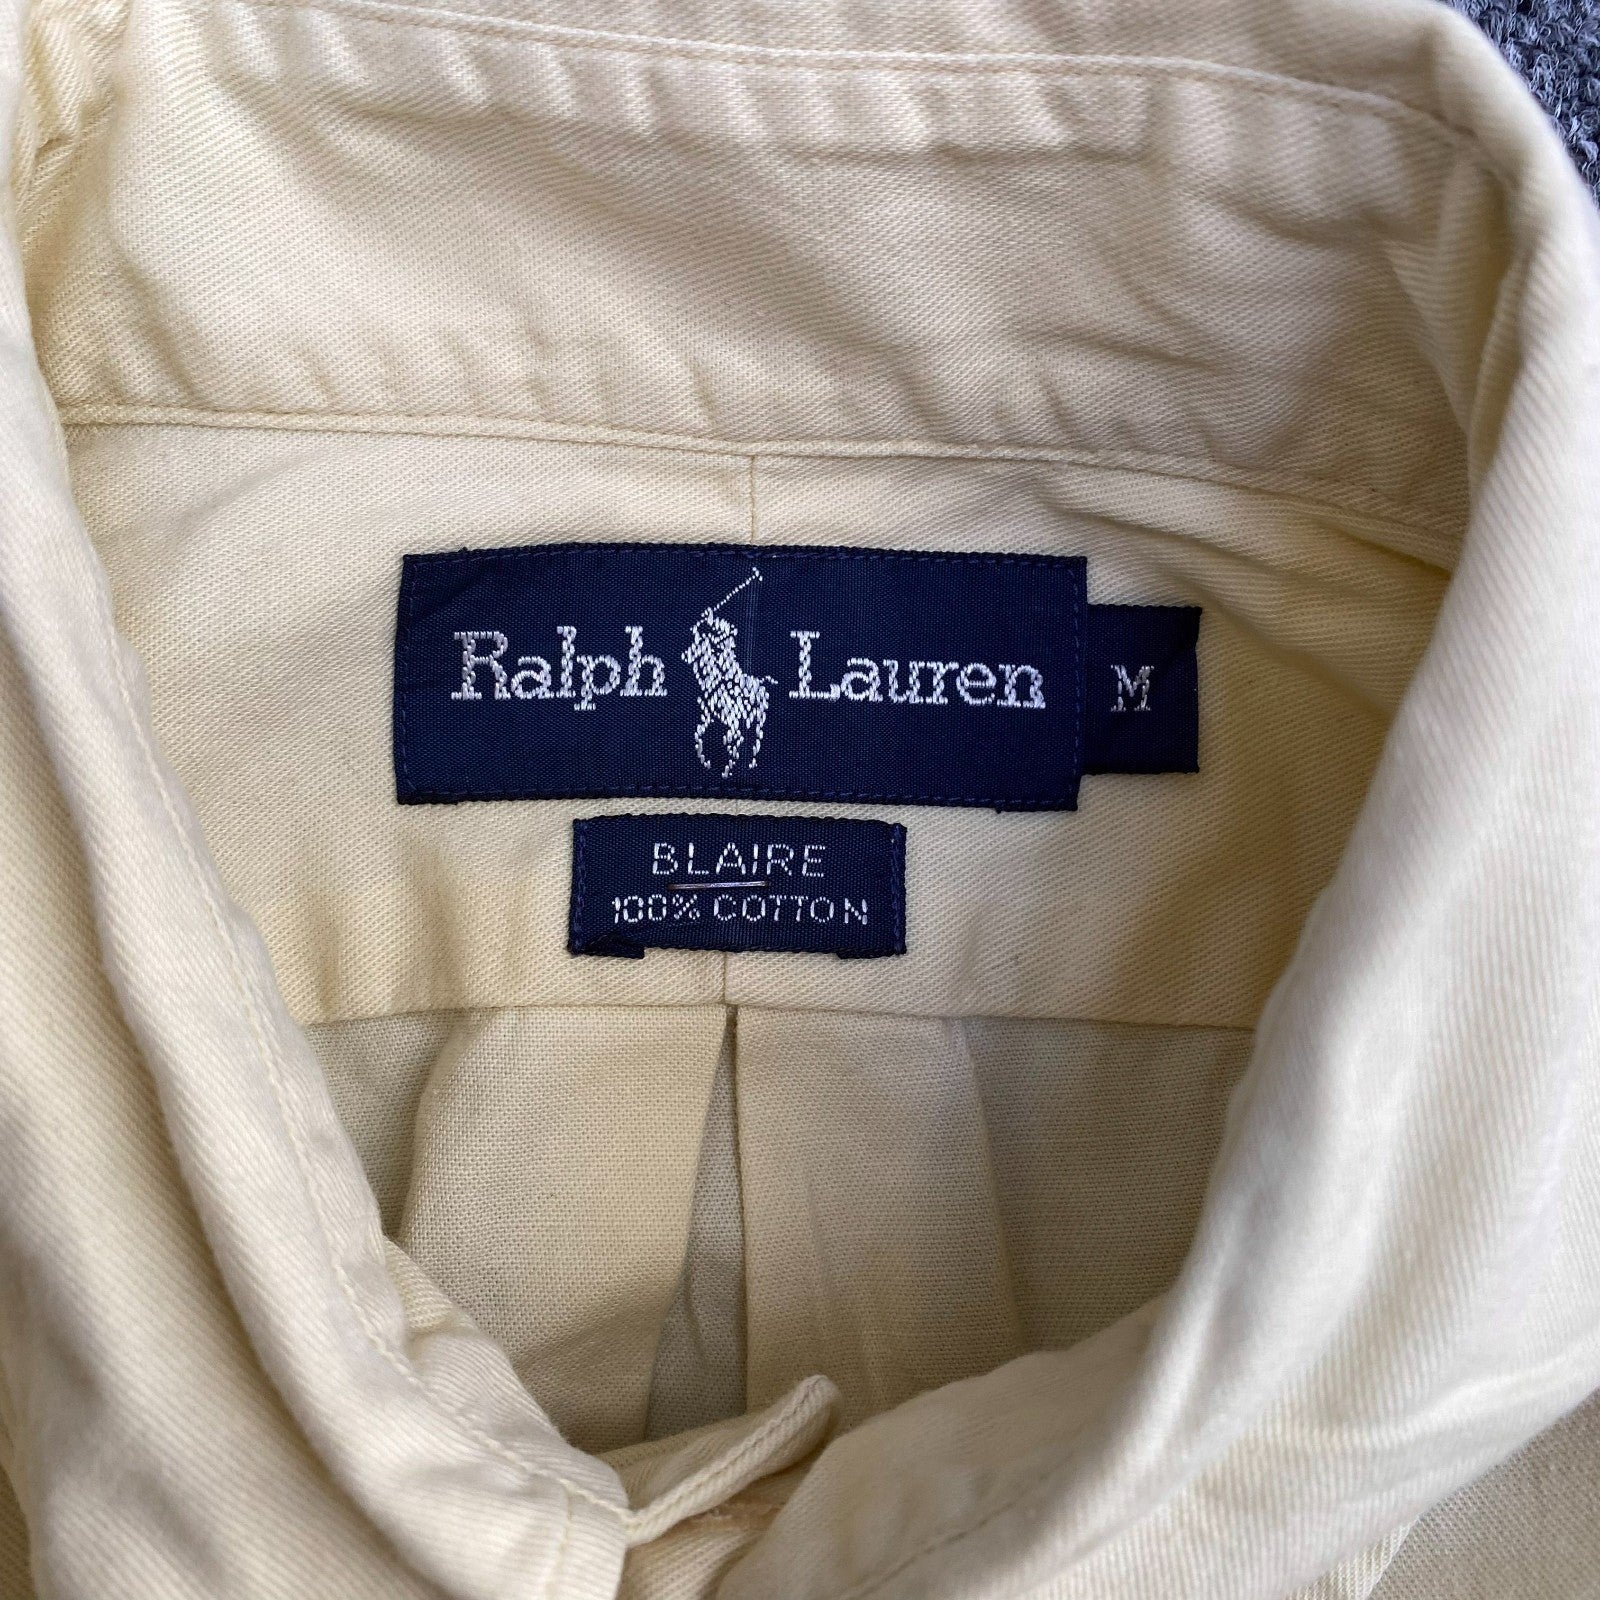 Ralph Lauren M
BLAIRE
100% COTTON